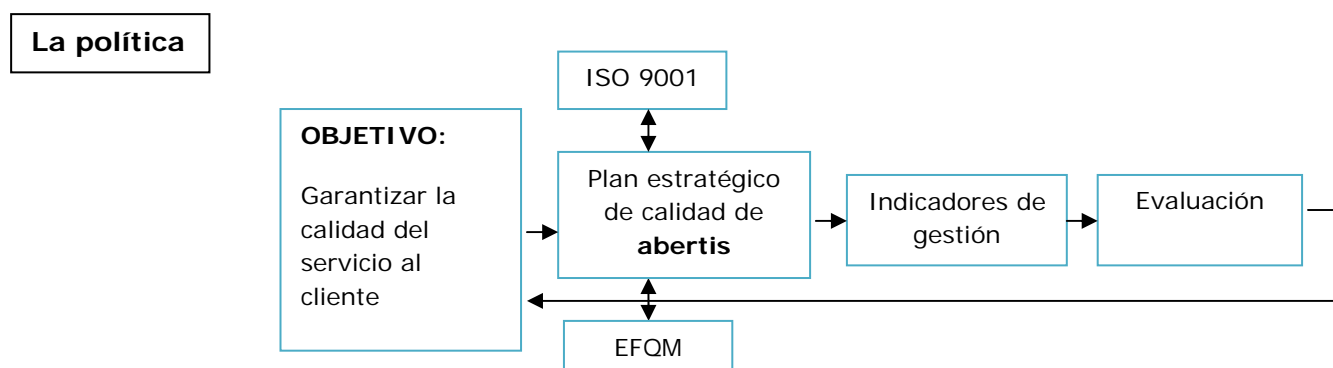 La política
ISO 9001
OBJETIVO:
Garantizar la
calidad del
servicio al
cliente
Plan estratégico
de calidad de
abertis
Indicadores de
gestión
Evaluación
EFQM